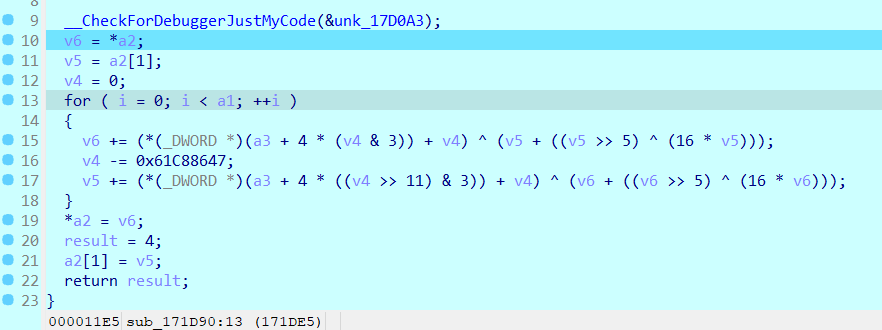 8
9 __CheckForDebuggerJustMyCode(&unk_17D0A3);
10 v6 = *a2;
11 v5 = a2[1];
12 v4 = 0;
13 for ( i = 0; i < a1; ++i )
14 {
15 v6 += (*(_DWORD *)(a3 + 4 * (v4 & 3)) + v4) ^ (v5 + ((v5 >> 5) ^ (16 * v5)));
16 v4 -= 0x61C88647;
17 v5 += (*(_DWORD *)(a3 + 4 * ((v4 >> 11) & 3)) + v4) ^ (v6 + ((v6 >> 5) ^ (16 * v6)));
18 }
19 *a2 = v6;
20 result = 4;
21 a2[1] = v5;
22 return result;
23 }
000011E5 sub_171D90:13 (171DE5)